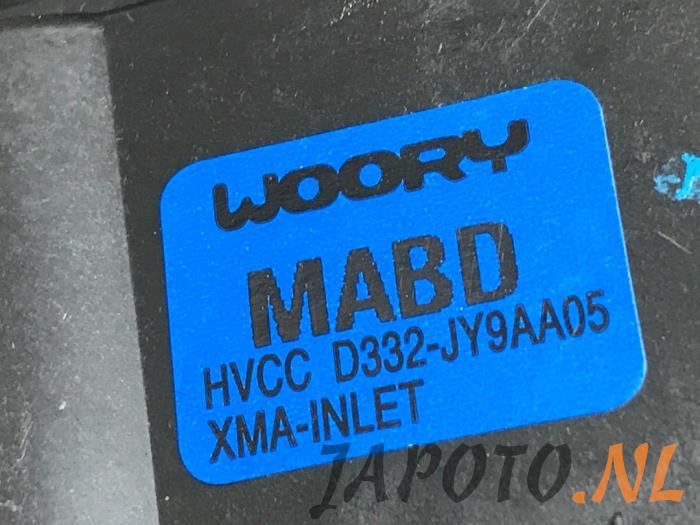 WOORY
MABD
HVCC D332-JY9AA05
XMA-INLET
JAPOTO.NL